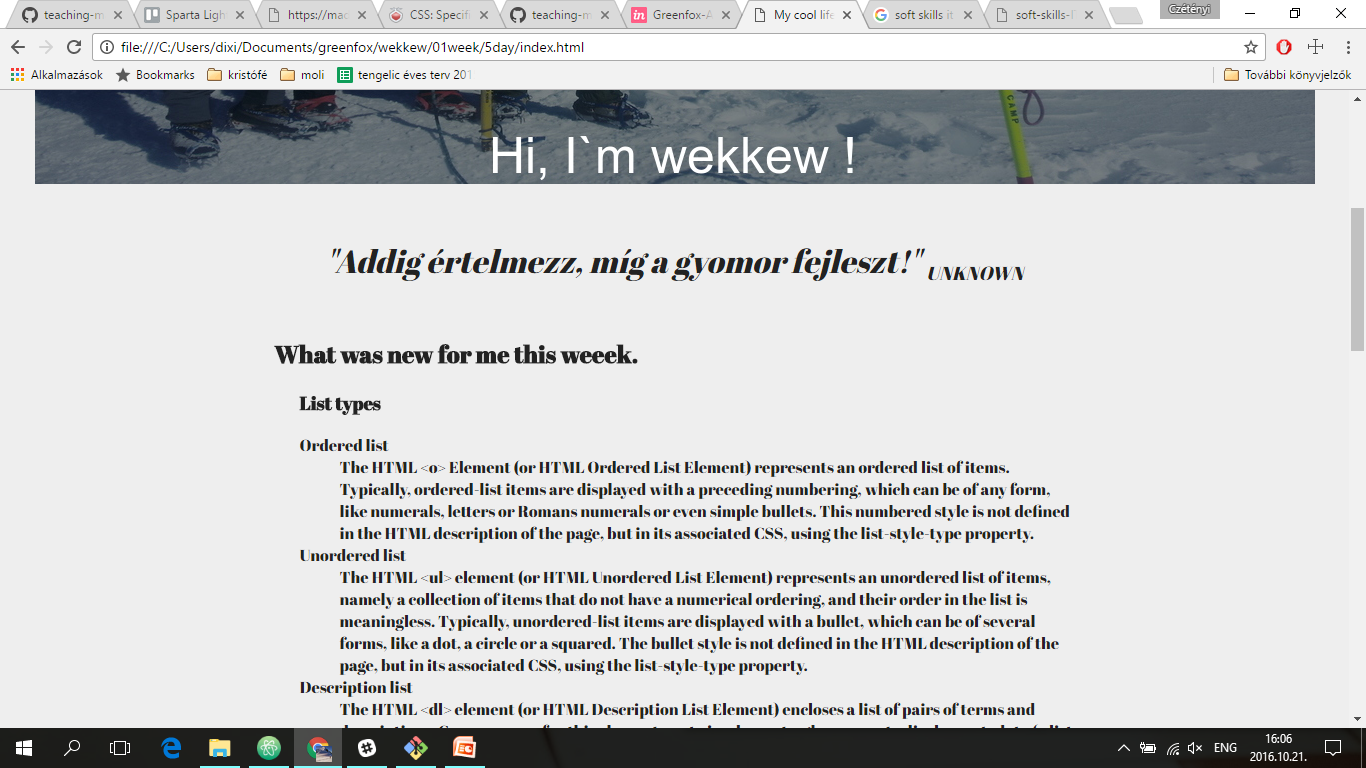 teaching-m
Sparta Ligh
https://mac
CSS: Specifi
teaching-m
Greenfox-A
My cool life
soft skills it
soft-skills-I
Czétényi
file:///C:/Users/dixi/Documents/greenfox/wekkew/01week/5day/index.html
Alkalmazások
Bookmarks
kristófé
moli
tengelic éves terv 201
További könyvjelzők
CAMP
Hi, I`m wekkew !
"Addig értelmezz, míg a gyomor fejleszt!" UNKNOWN
What was new for me this weeek.
List types
Ordered list
The HTML <o> Element (or HTML Ordered List Element) represents an ordered list of items.
Typically, ordered-list items are displayed with a preceding numbering, which can be of any form,
like numerals, letters or Romans numerals or even simple bullets. This numbered style is not defined
in the HTML description of the page, but in its associated CSS, using the list-style-type property.
Unordered list
The HTML <ul> element (or HTML Unordered List Element) represents an unordered list of items,
namely a collection of items that do not have a numerical ordering, and their order in the list is
meaningless. Typically, unordered-list items are displayed with a bullet, which can be of several
forms, like a dot, a circle or a squared. The bullet style is not defined in the HTML description of the
page, but in its associated CSS, using the list-style-type property.
Description list
The HTML <dl> element (or HTML Description List Element) encloses a list of pairs of terms and
ENG
16:06
2016.10.21.